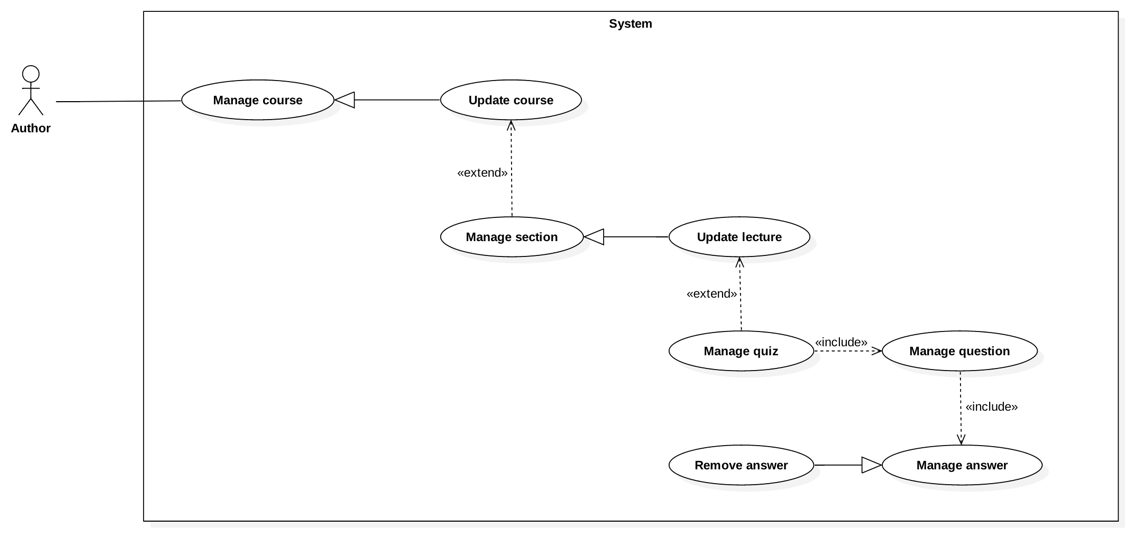 System
Author
Manage course
Update course
«extend»
Manage section
Update lecture
«extend»
Manage quiz
«include»
Manage question
«include»
Remove answer
Manage answer